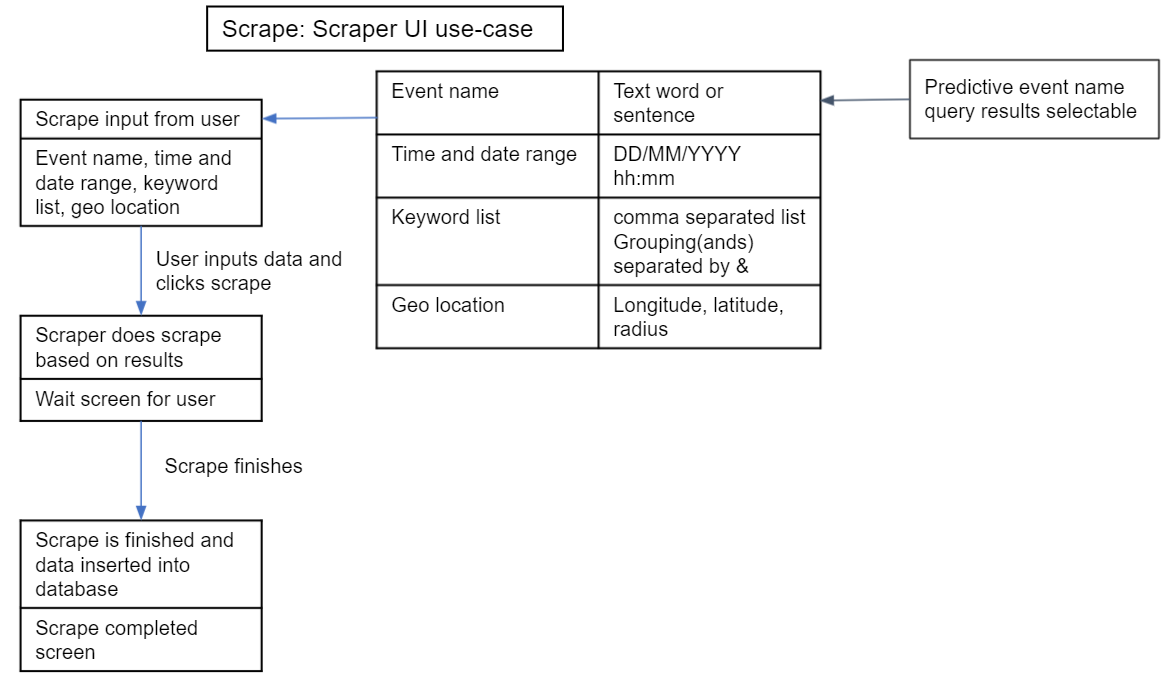 Scrape: Scraper UI use-case
Scrape input from user
Event name, time and
date range, keyword
list, geo location
User inputs data and
clicks scrape
Scraper does scrape
based on results
Wait screen for user
Scrape finishes
Scrape is finished and
data inserted into
database
Scrape completed
screen
Event name
Text word or
sentence
Time and date range
DD/MM/YYYY
hh:mm
Keyword list
comma separated list
Grouping(ands)
separated by &
Geo location
Longitude, latitude,
radius
Predictive event name
query results selectable